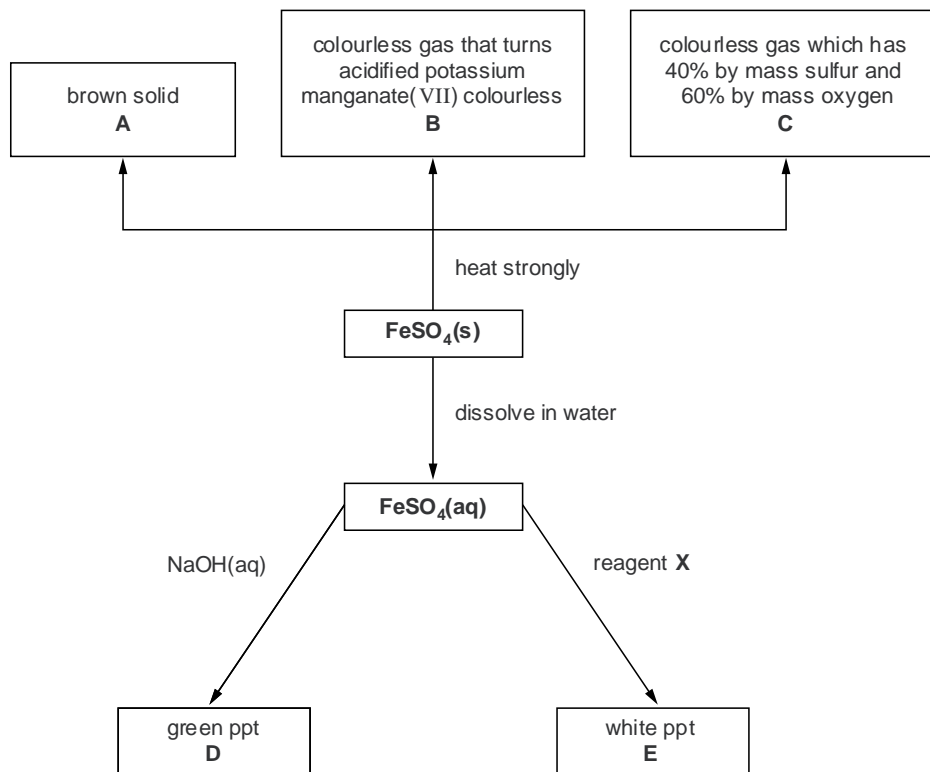 brown solid
A
colourless gas that turns
acidified potassium
manganate(VII) colourless
B
colourless gas which has
40% by mass sulfur and
60% by mass oxygen
C
heat strongly
FeSO₄(s)
dissolve in water
FeSO₄(aq)
NaOH(aq)
reagent X
green ppt
D
white ppt
E